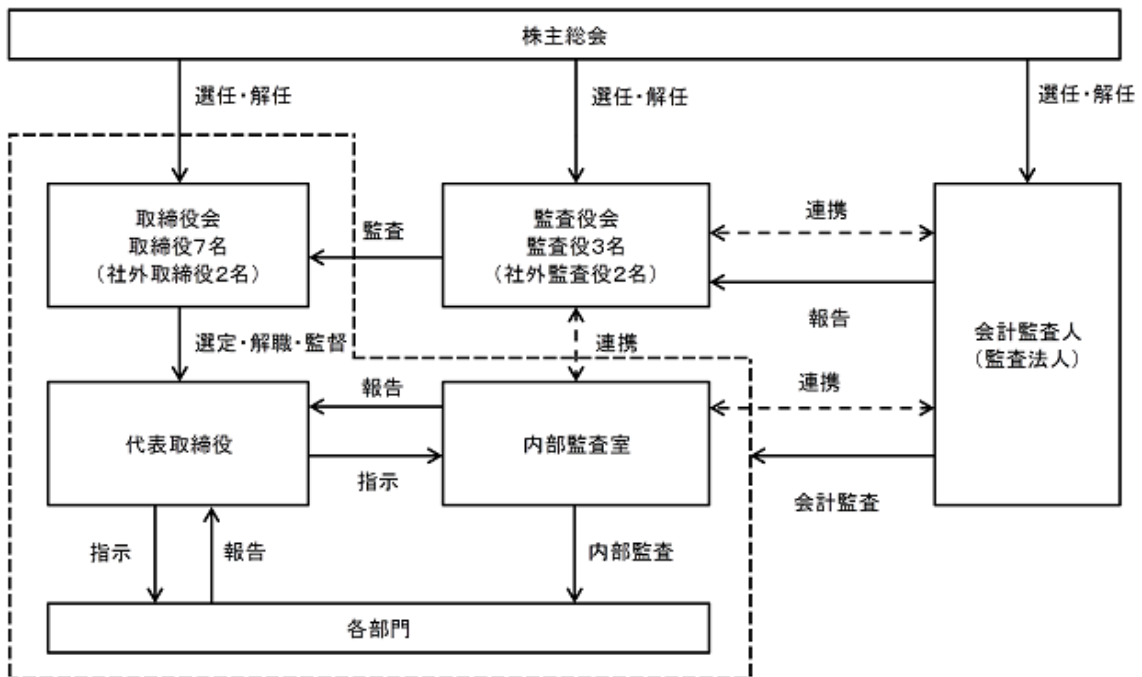 株主総会
選任・解任
選任・解任
選任・解任
取締役会
取締役7名
（社外取締役2名）
監査
監査役会
監査役3名
（社外監査役2名）
連携
報告
会計監査人
（監査法人）
選定・解職・監督
連携
代表取締役
報告
指示
内部監査室
連携
会計監査
指示
報告
内部監査
各部門